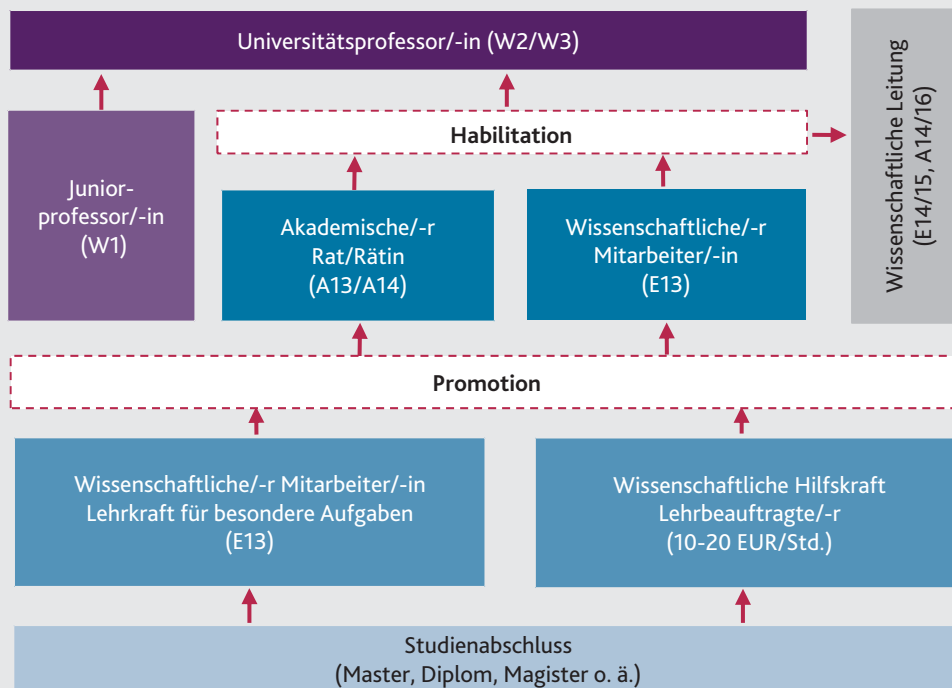 Universitätsprofessor/-in (W2/W3)
Wissenschaftliche Leitung
(E14/15, A14/16)
Habilitation
Junior-
professor/-in
(W1)
Akademische/-r
Rat/Rätin
(A13/A14)
Wissenschaftliche/-r
Mitarbeiter/-in
(E13)
Promotion
Wissenschaftliche/-r Mitarbeiter/-in
Lehrkraft für besondere Aufgaben
(E13)
Wissenschaftliche Hilfskraft
Lehrbeauftragte/-r
(10-20 EUR/Std.)
Studienabschluss
(Master, Diplom, Magister o. ä.)